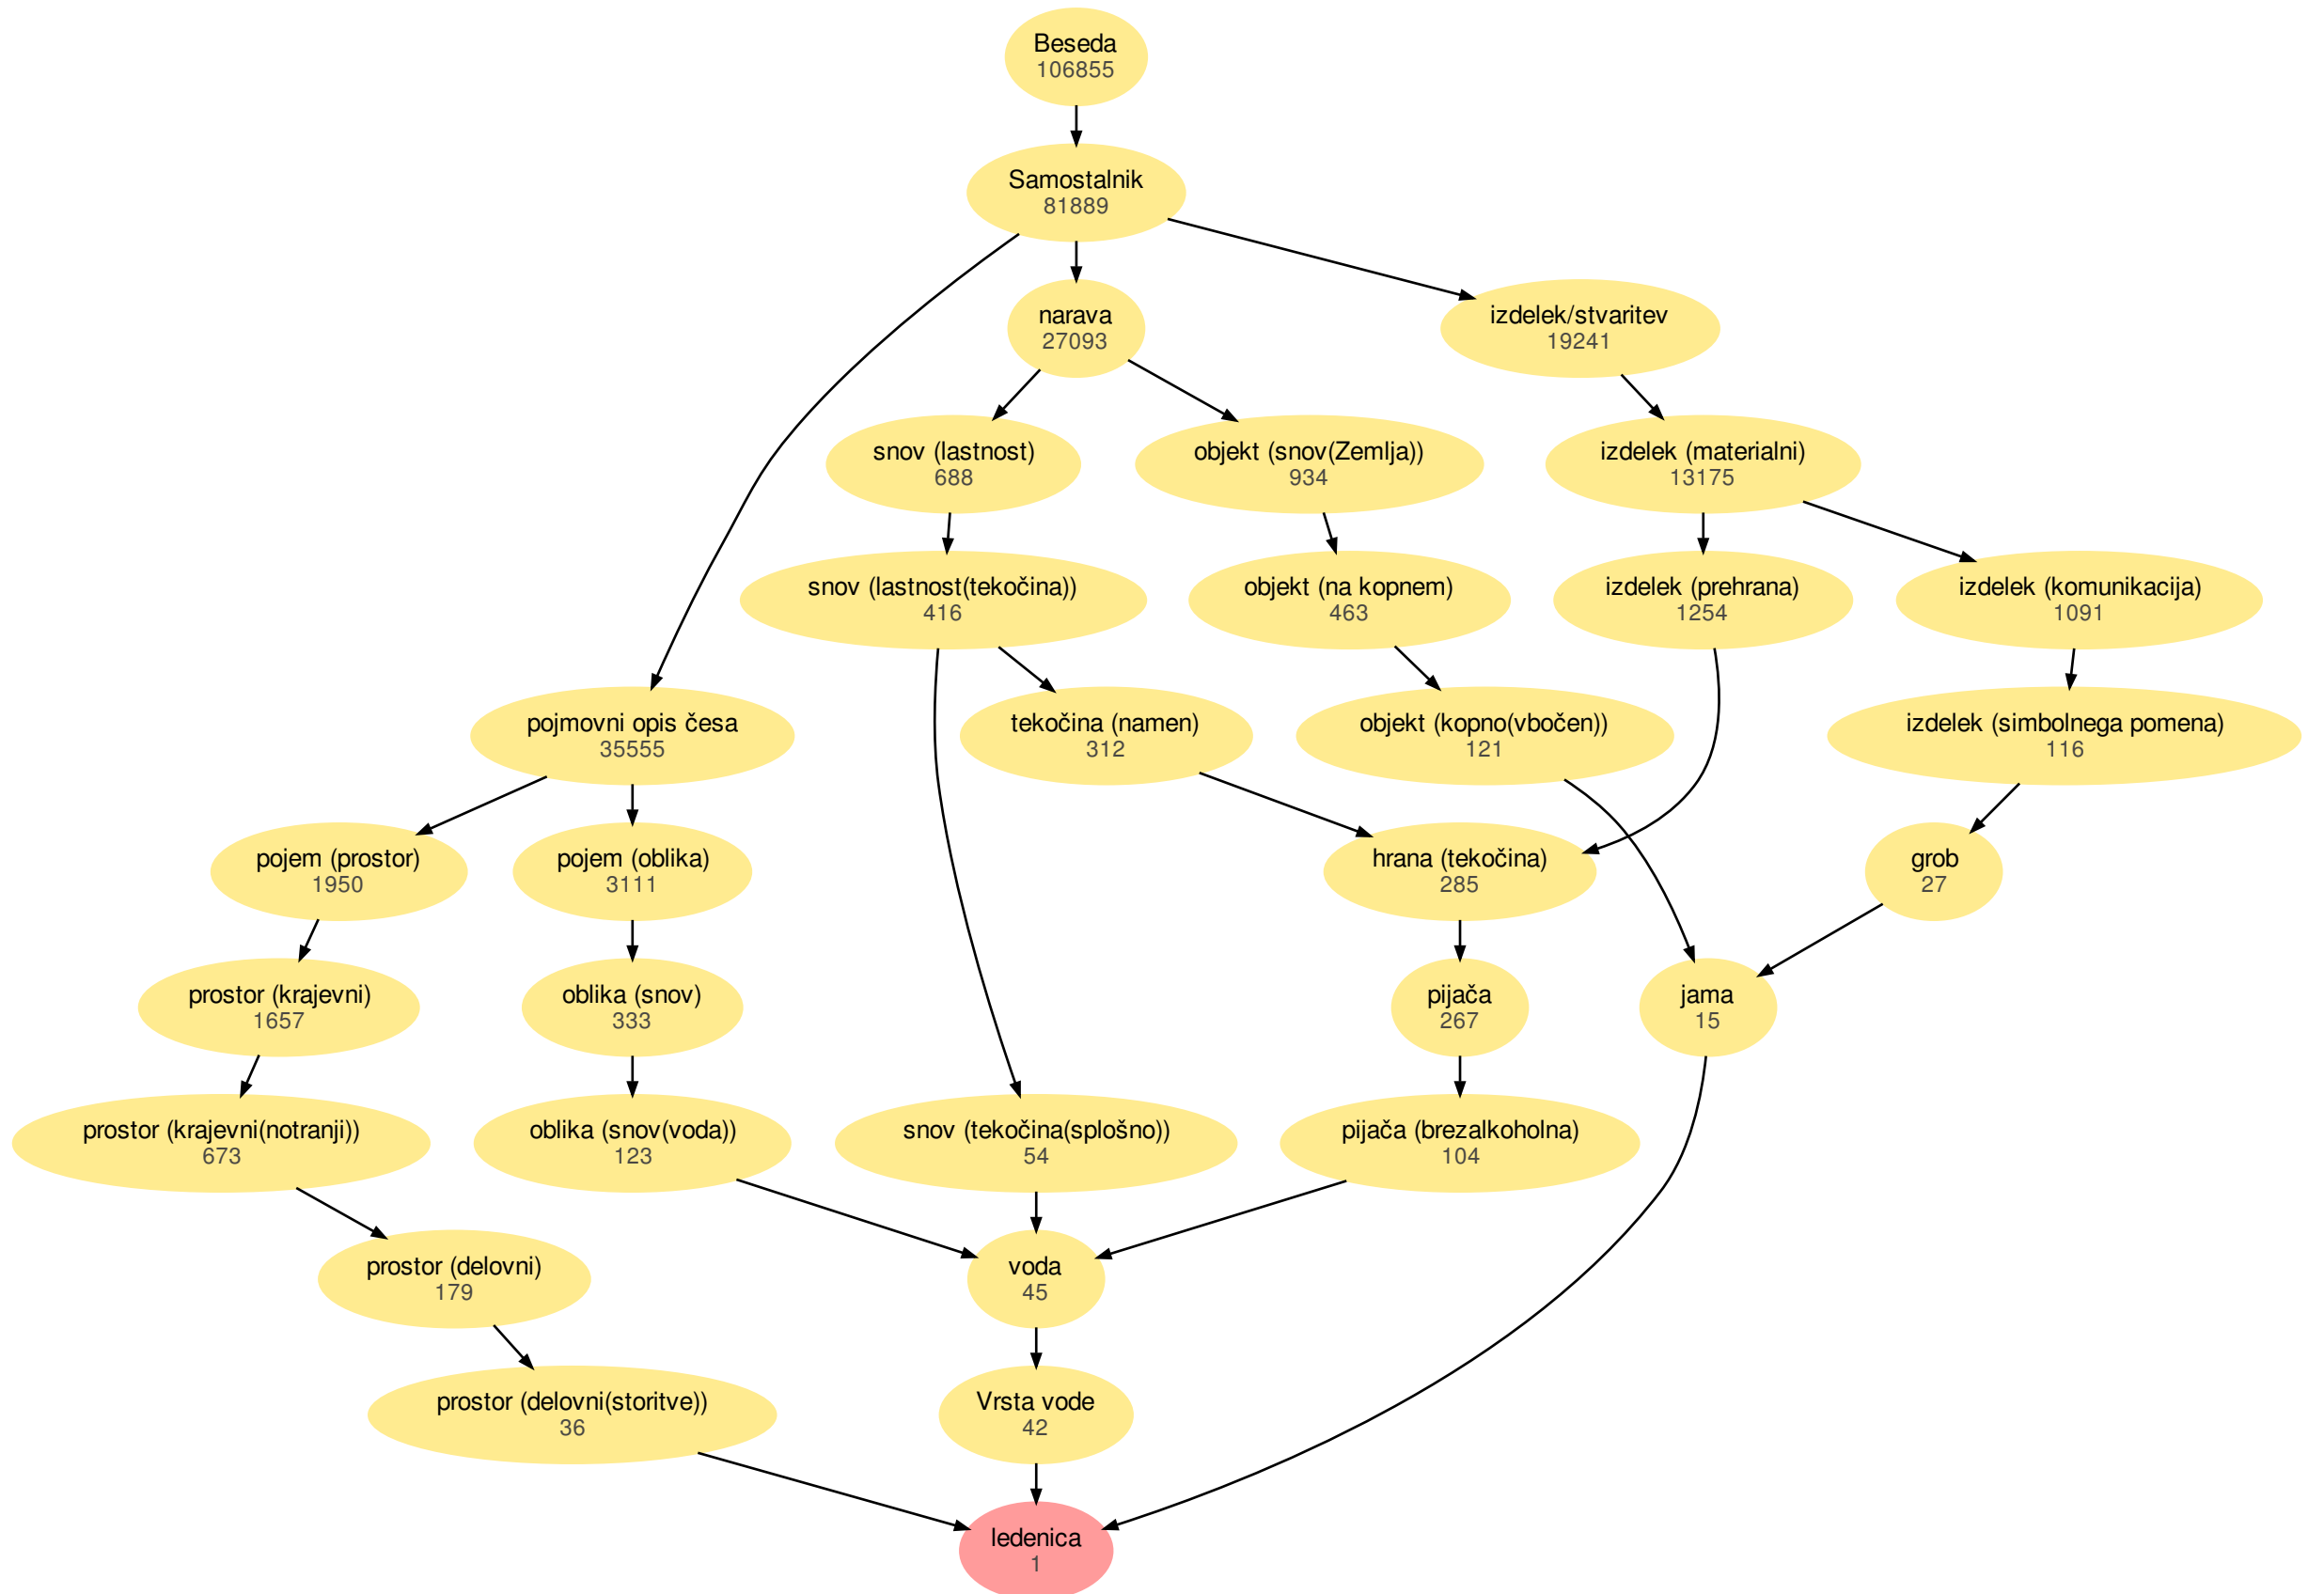 Beseda
106855
Samostalnik
81889
narava
27093
izdelek/stvaritev
19241
snov (lastnost)
688
objekt (snov(Zemlja))
934
izdelek (materialni)
13175
snov (lastnost(tekočina))
416
objekt (na kopnem)
463
izdelek (prehrana)
1254
izdelek (komunikacija)
1091
pojmovni opis česa
35555
tekočina (namen)
312
objekt (kopno(vbočen))
121
izdelek (simbolnega pomena)
116
pojem (prostor)
1950
pojem (oblika)
3111
hrana (tekočina)
285
grob
27
prostor (krajevni)
1657
oblika (snov)
333
pijača
267
jama
15
prostor (krajevni(notranji))
673
oblika (snov(voda))
123
snov (tekočina(splošno))
54
pijača (brezalkoholna)
104
prostor (delovni)
179
voda
45
prostor (delovni(storitve))
36
Vrsta vode
42
ledenica
1